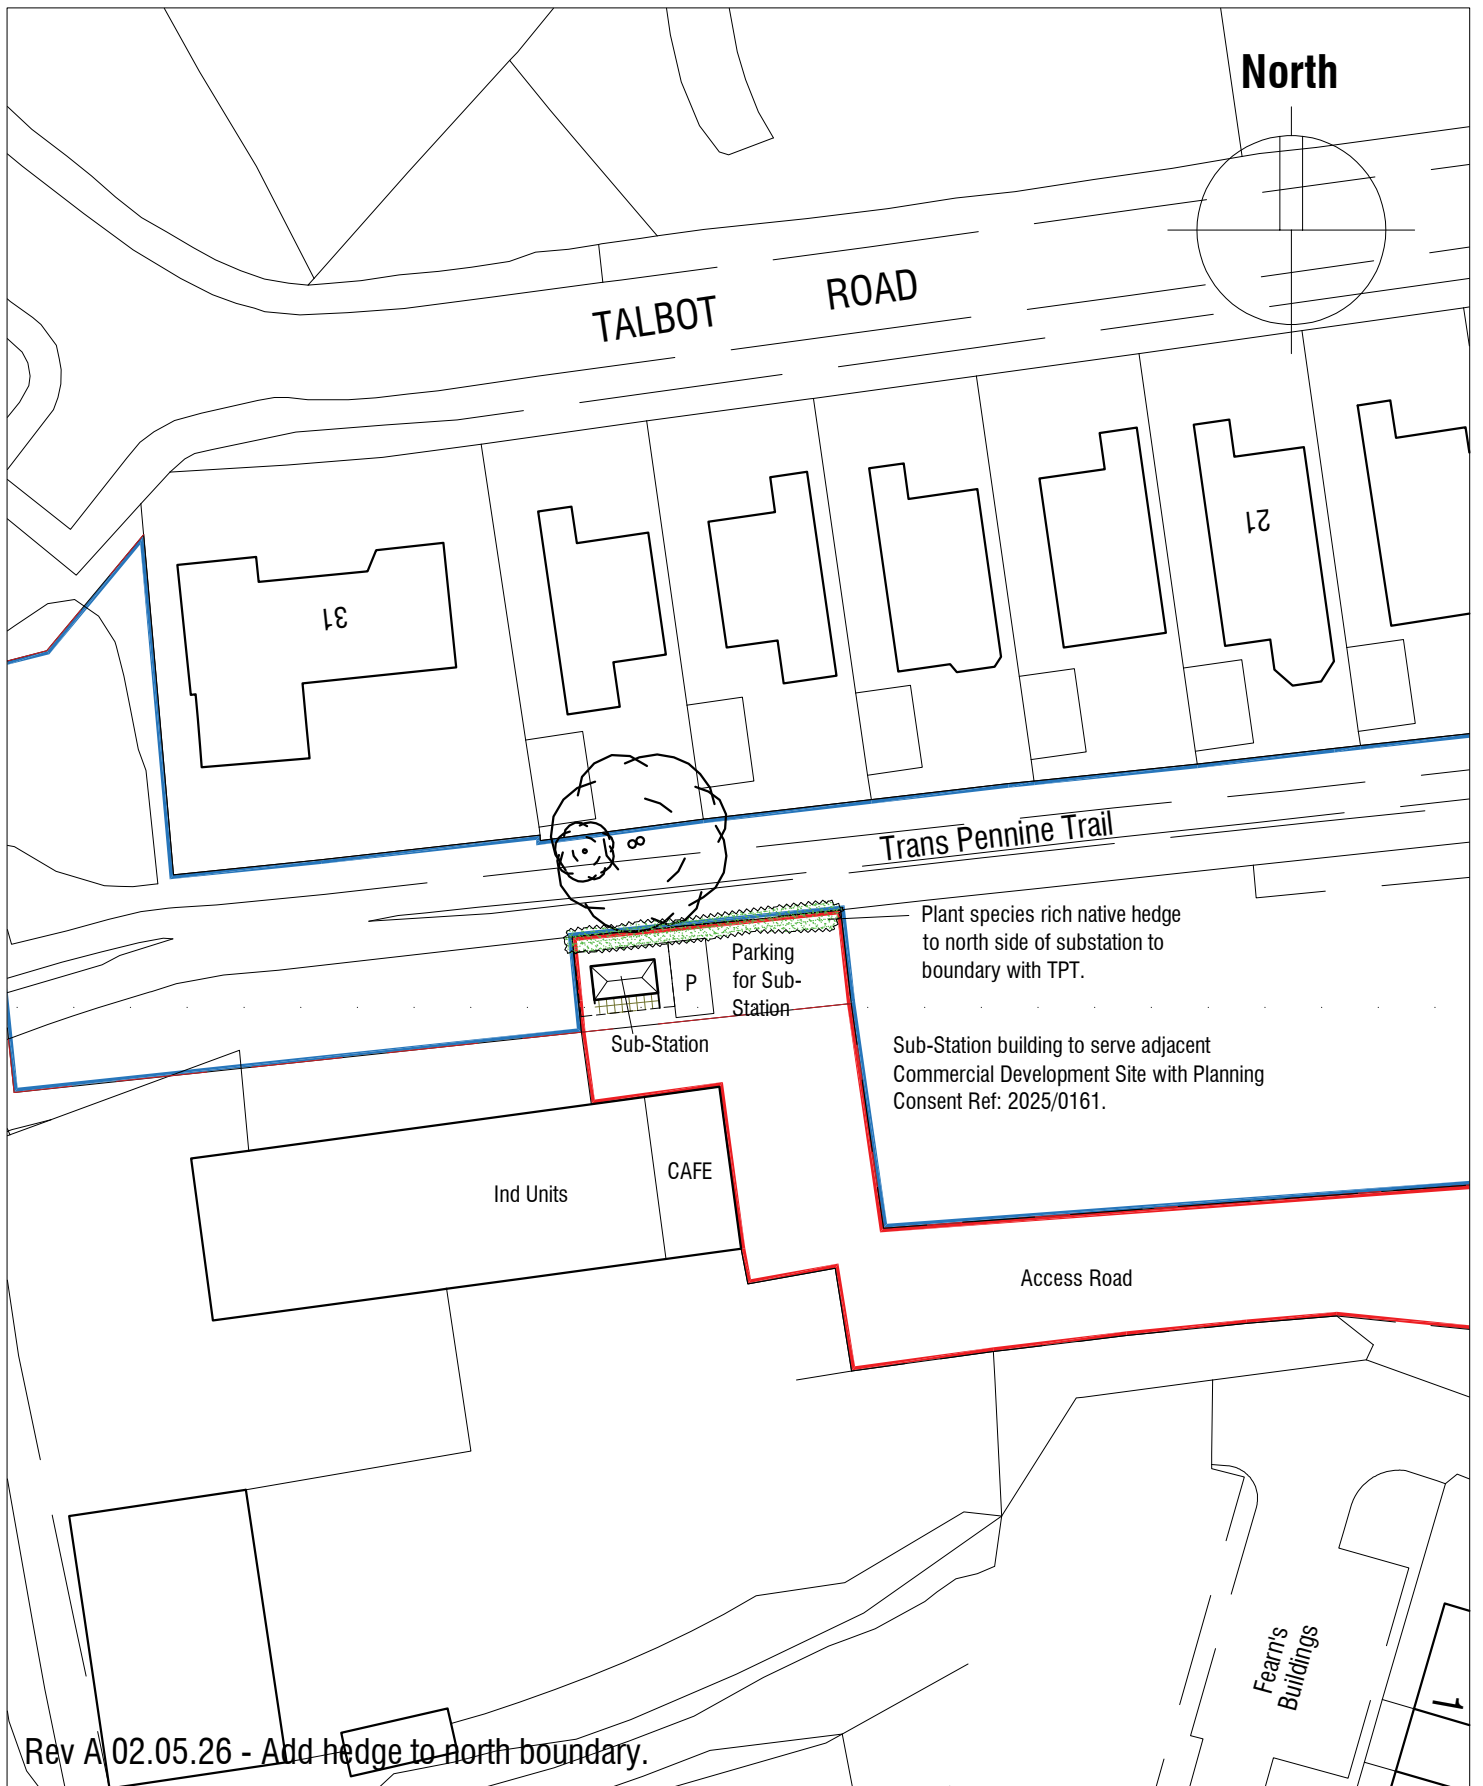 North
TALBOT ROAD
21
31
8
Trans Pennine Trail
Plant species rich native hedge
to north side of substation to
boundary with TPT.
Parking
for Sub-
Station
P
Sub-Station
Sub-Station building to serve adjacent
Commercial Development Site with Planning
Consent Ref: 2025/0161.
CAFE
Ind Units
Access Road
Fearn's
Buildings
1
Rev A 02.05.26 - Add hedge to north boundary.